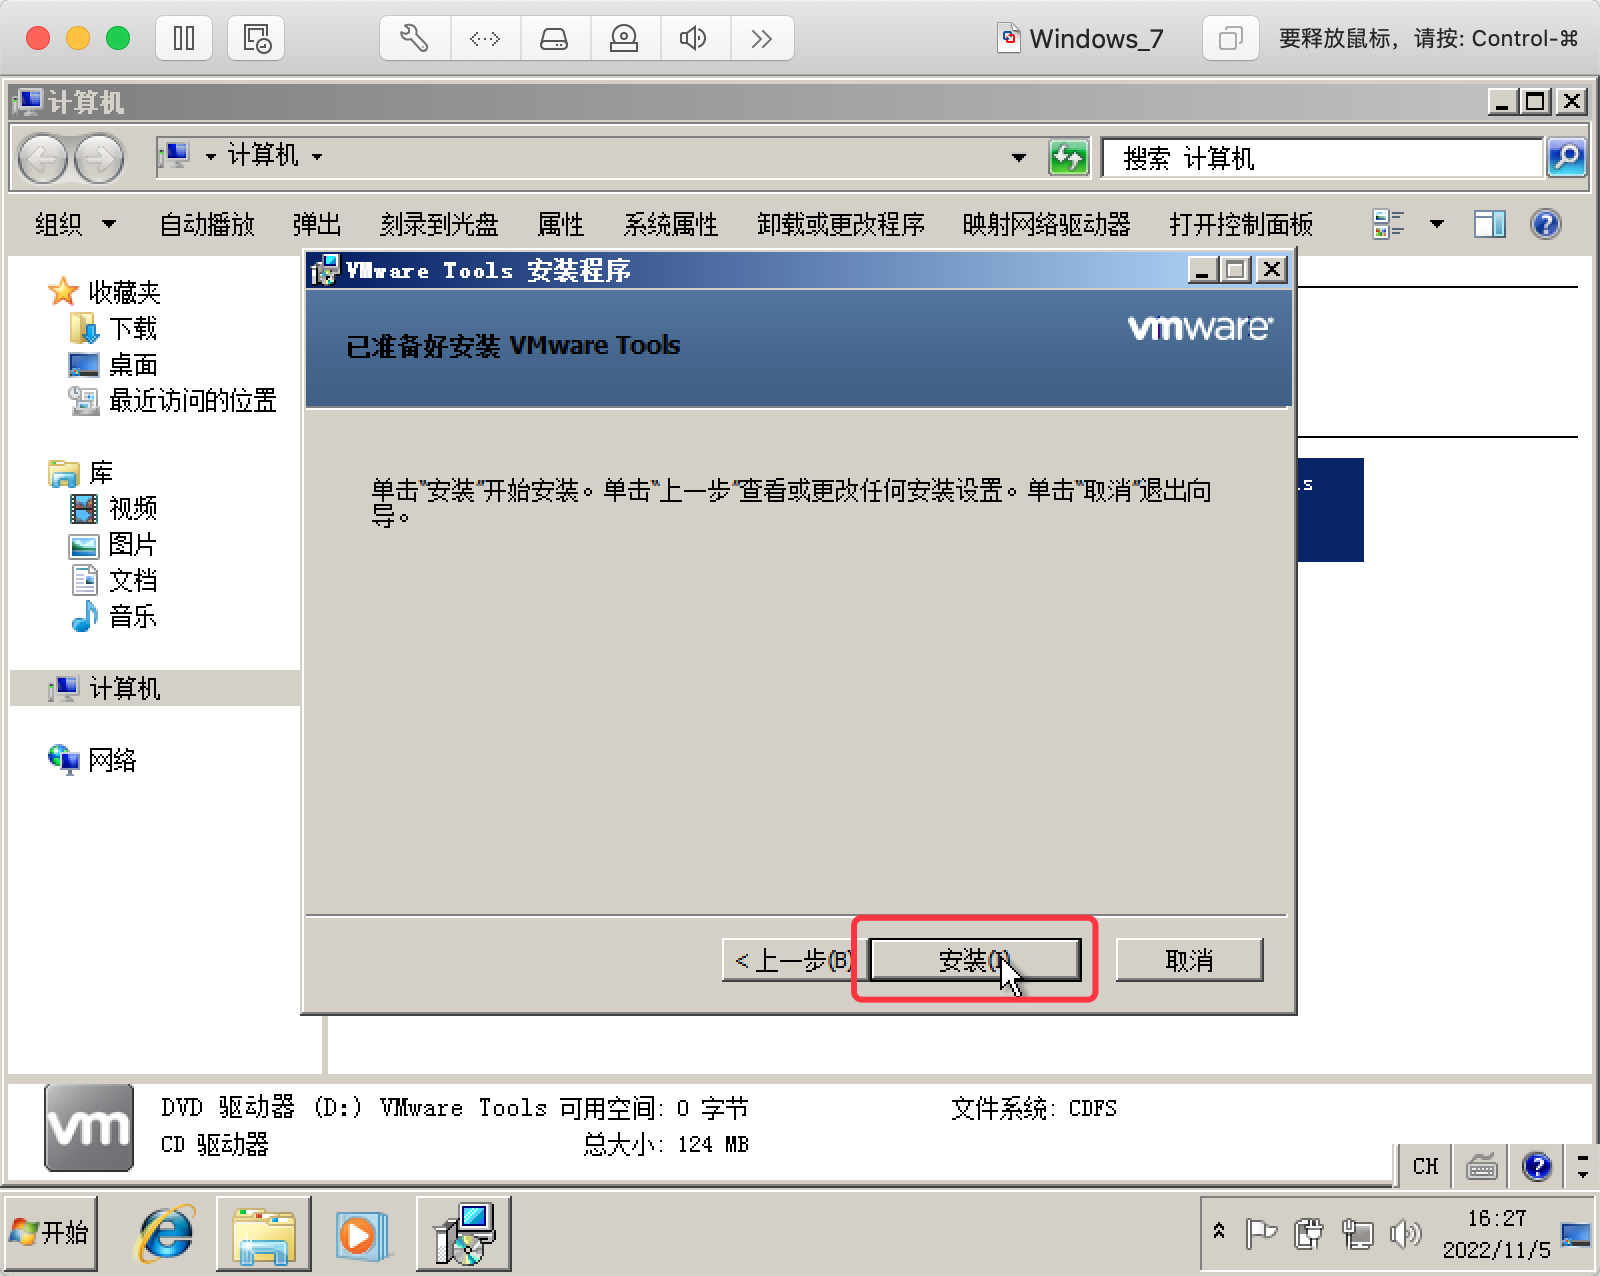 Windows_7
要释放鼠标，请按: Control-⌘
计算机
计算机
搜索 计算机
组织 自动播放 弹出 刻录到光盘 属性 系统属性 卸载或更改程序 映射网络驱动器 打开控制面板
收藏夹
下载
桌面
最近访问的位置
库
视频
图片
文档
音乐
计算机
网络
VMware Tools 安装程序
已准备好安装 VMware Tools
vmware
单击"安装"开始安装。单击"上一步"查看或更改任何安装设置。单击"取消"退出向
导。
< 上一步(B)
安装(I)
取消
vm
DVD 驱动器 (D:) VMware Tools 可用空间: 0 字节
文件系统: CDFS
CD 驱动器
总大小: 124 MB
CH
开始
16:27
2022/11/5